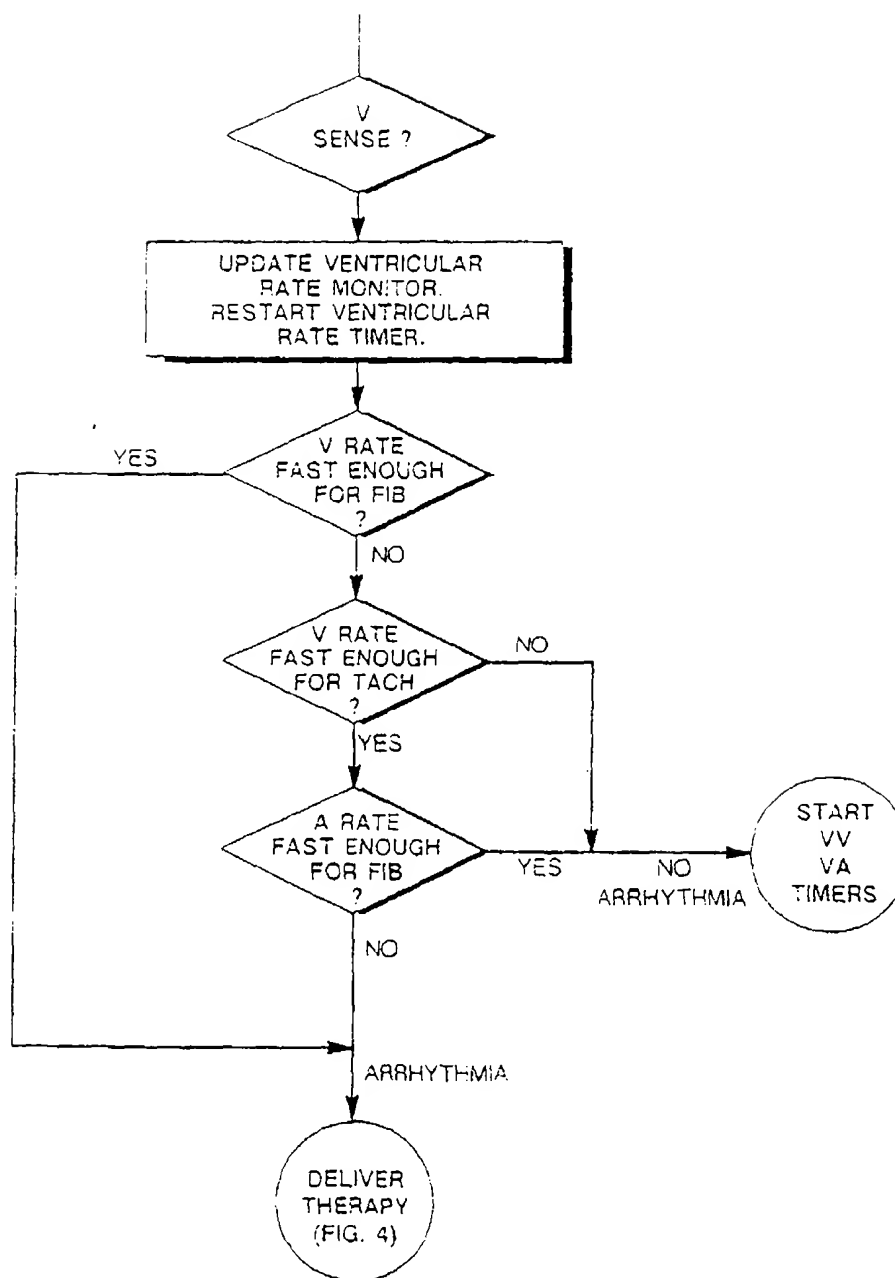 V
SENSE ?
UPDATE VENTRICULAR
RATE MONITOR.
RESTART VENTRICULAR
RATE TIMER.
V RATE
FAST ENOUGH
FOR FIB
?
YES
NO
V RATE
FAST ENOUGH
FOR TACH
?
NO
YES
A RATE
FAST ENOUGH
FOR FIB
?
YES
NO
ARRHYTHMIA
START
VV
VA
TIMERS
NO
ARRHYTHMIA
DELIVER
THERAPY
(FIG. 4)